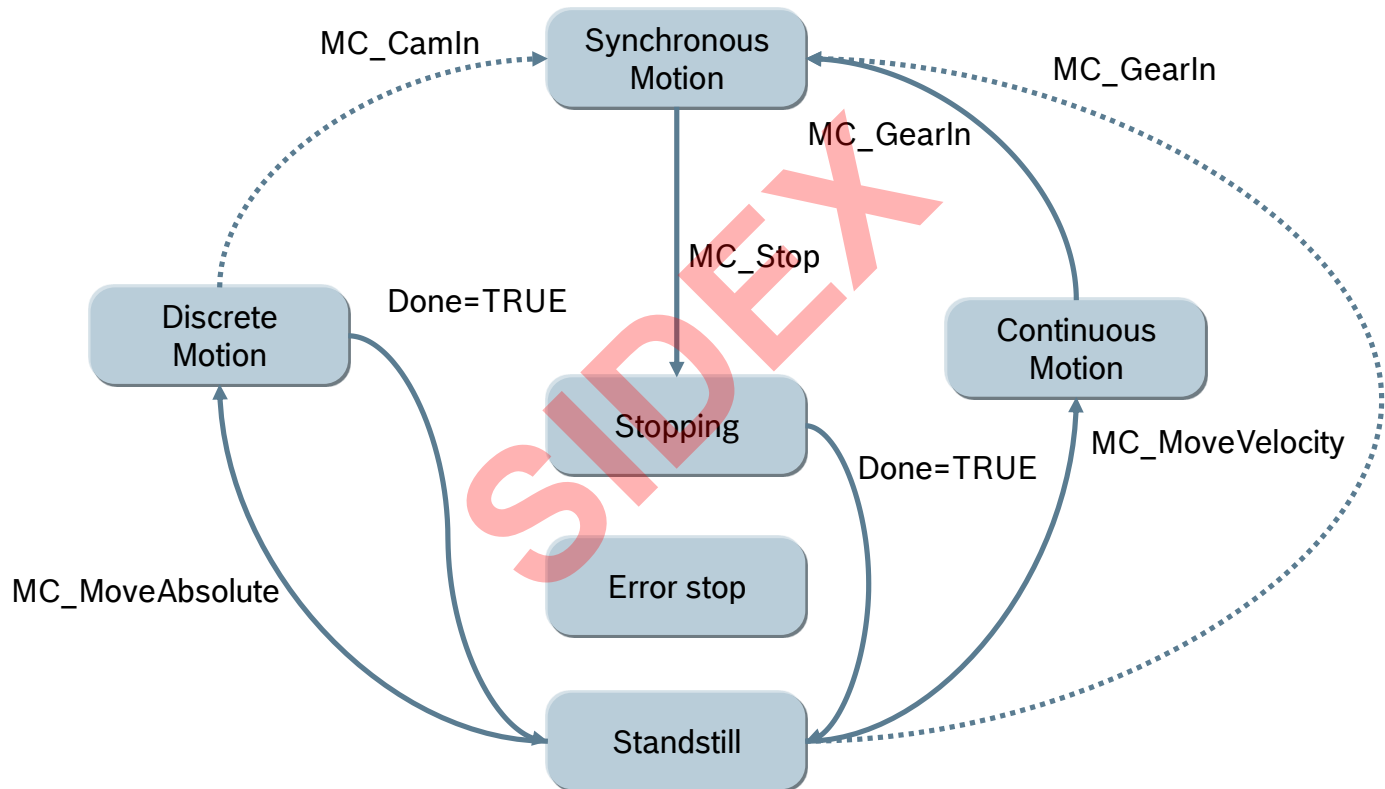 Synchronous
Motion
MC_CamIn
MC_GearIn
MC_GearIn
MC_Stop
Done=TRUE
Discrete
Motion
Continuous
Motion
Stopping
MC_MoveVelocity
Done=TRUE
Error stop
MC_MoveAbsolute
Standstill
SIDEX